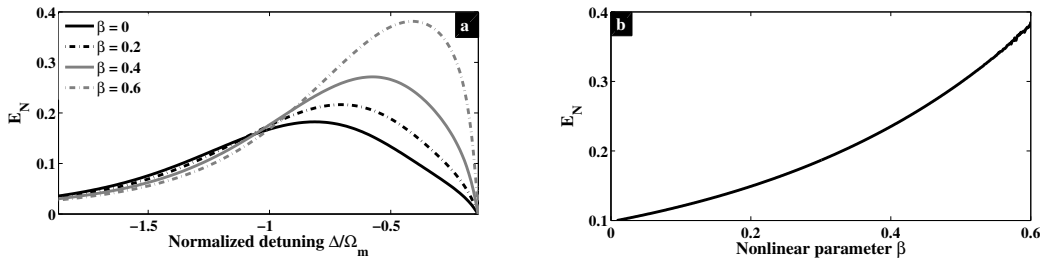 0.4
0.3
0.2
0.1
0
E_N
β = 0
β = 0.2
β = 0.4
β = 0.6
a
−1.5
−1
−0.5
Normalized detuning Δ/Ω_m
0.4
0.3
0.2
0.1
E_N
b
0
0.2
0.4
0.6
Nonlinear parameter β